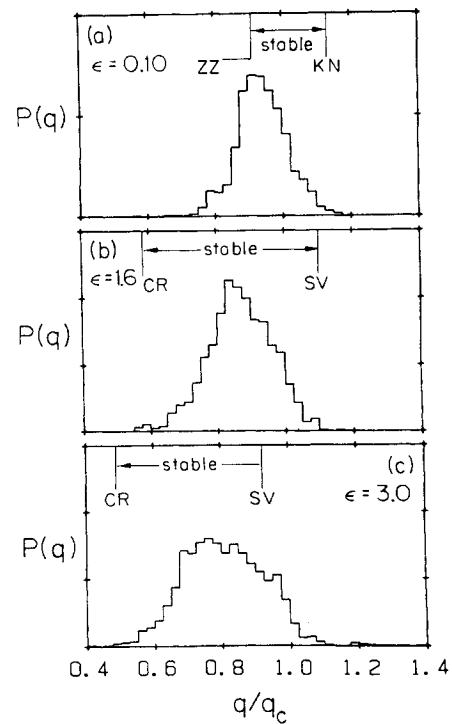 (a)
stable
ε = 0.10
ZZ
KN
P(q)
(b)
stable
ε=1.6
CR
SV
P(q)
stable
(c)
CR
SV
ε = 3.0
P(q)
0.4 0.6 0.8 1.0 1.2 1.4
q/qc